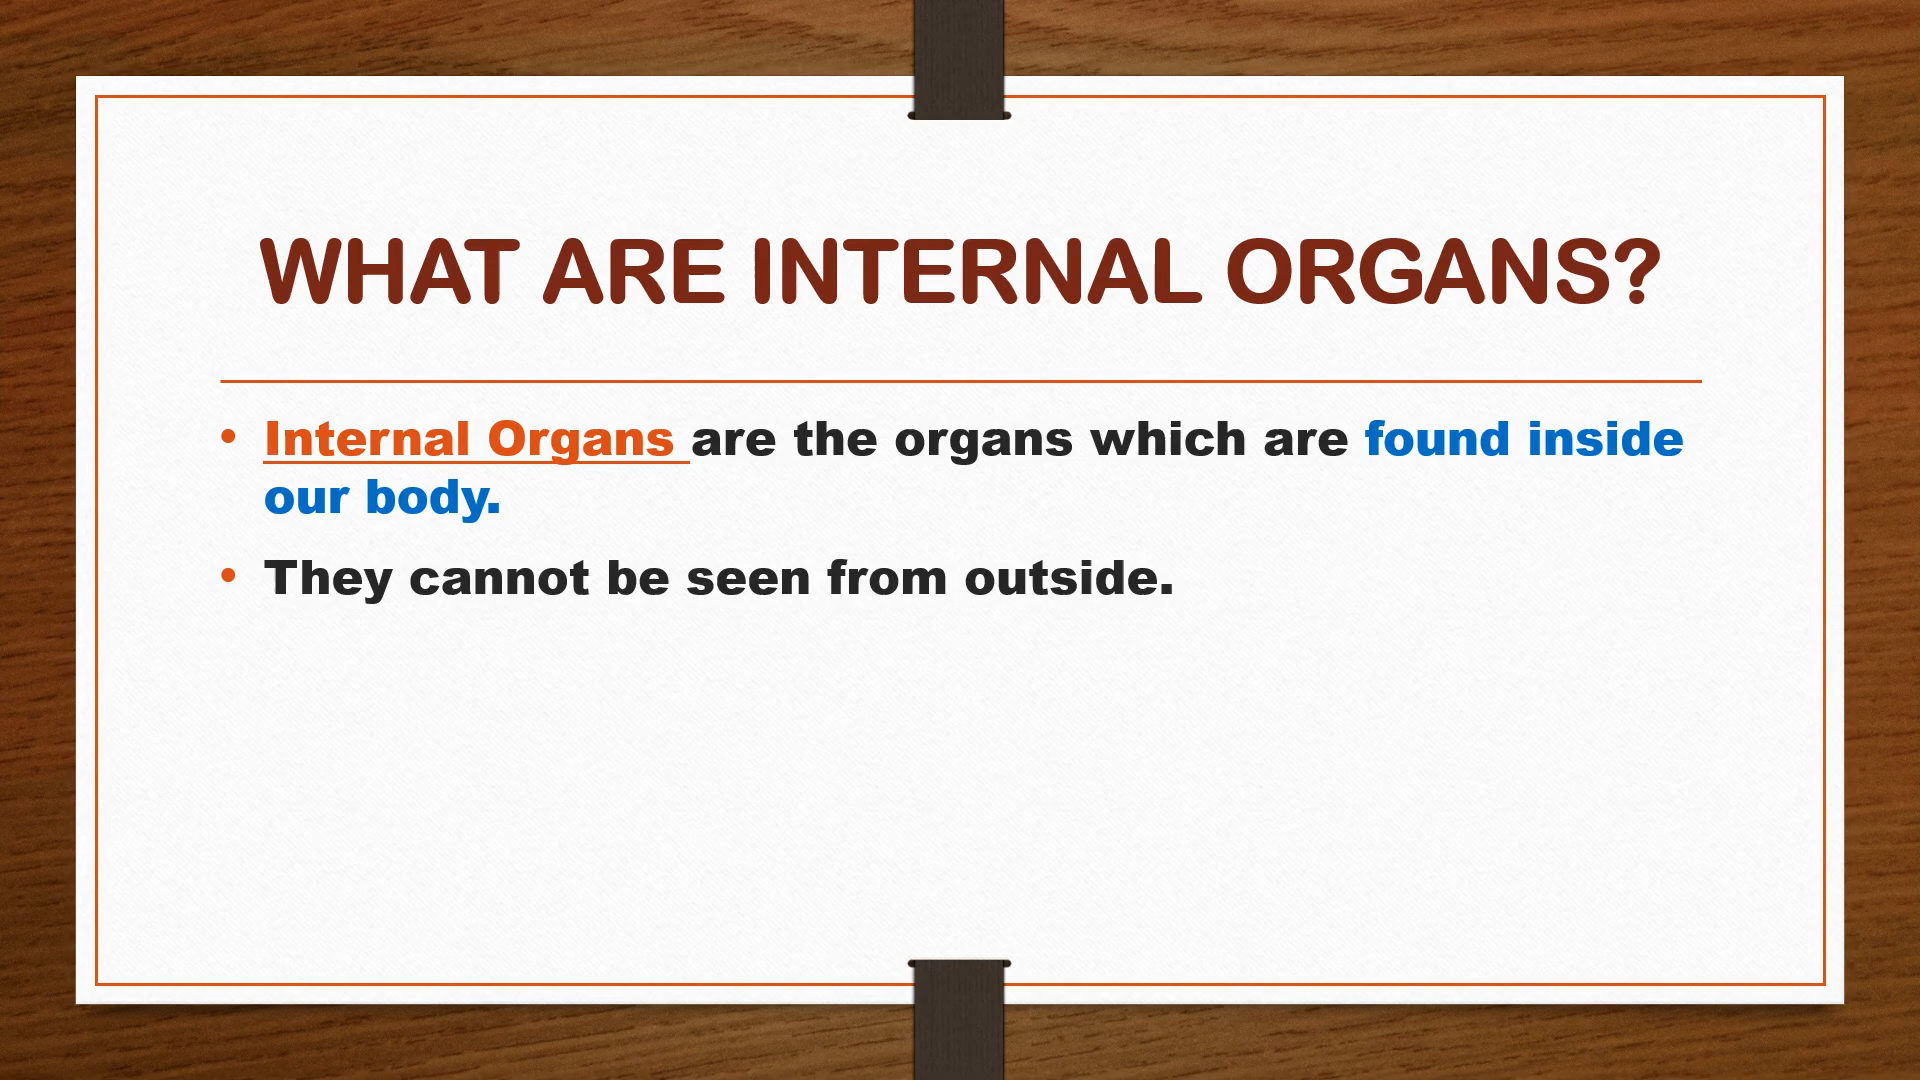 WHAT ARE INTERNAL ORGANS?
• Internal Organs are the organs which are found inside
our body.
• They cannot be seen from outside.